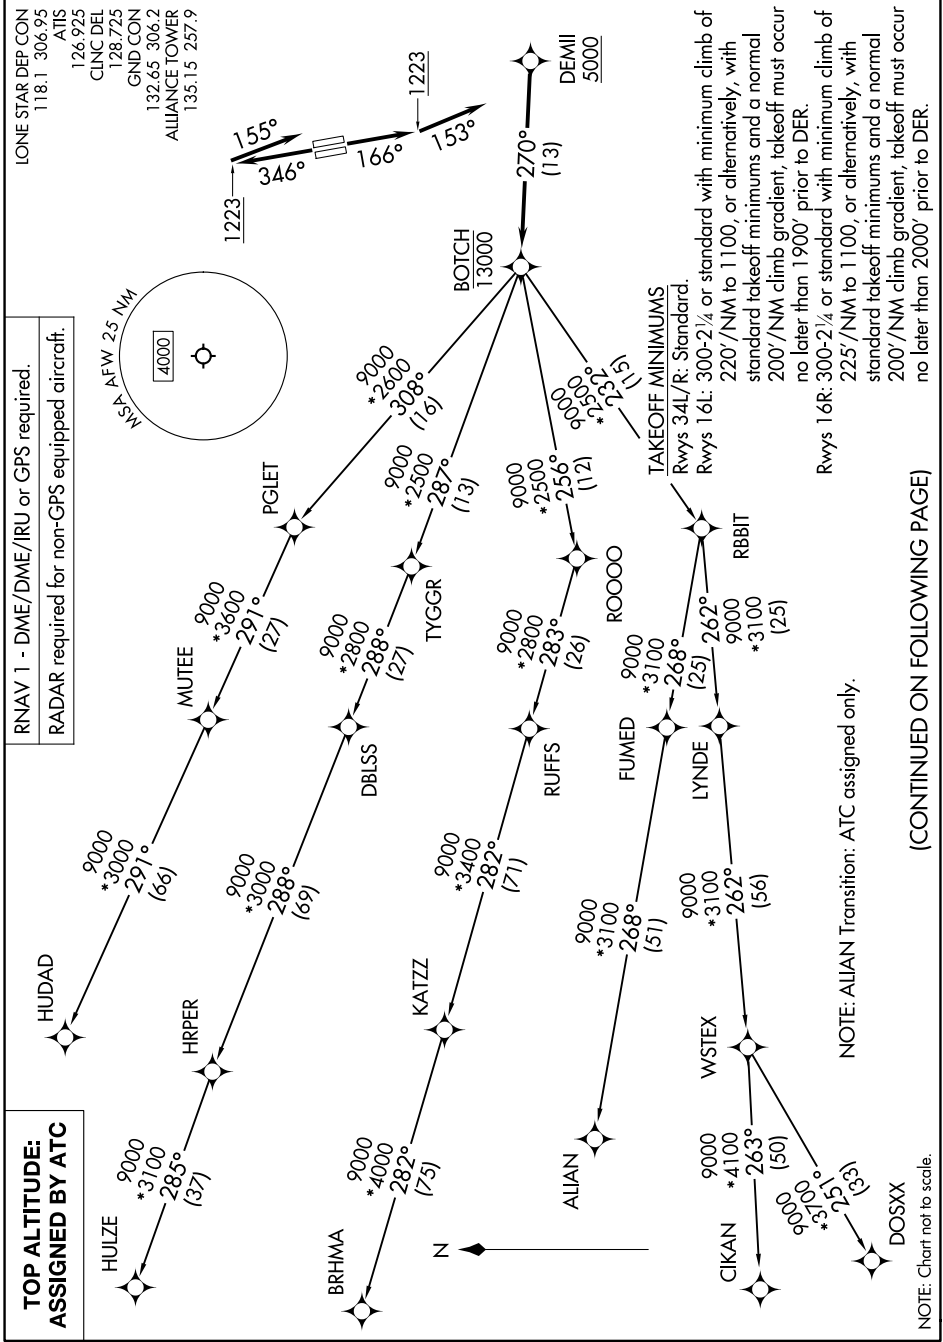 TOP ALTITUDE:
ASSIGNED BY ATC
RNAV 1 - DME/DME/IRU or GPS required.
RADAR required for non-GPS equipped aircraft.
LONE STAR DEP CON
118.1 306.95
ATIS
126.925
CLNC DEL
128.725
GND CON
132.65 306.2
ALLIANCE TOWER
135.15 257.9
MSA AFW 25 NM
4000
1223
346°
155°
166°
1223
153°
DEMII
5000
270°
(13)
BOTCH
13000
9000
*2600
308°
(16)
PGLET
9000
*3600
291°
(27)
MUTEE
9000
*3000
291°
(66)
HUDAD
9000
*2500
287°
(13)
TYGGR
9000
*2800
288°
(27)
DBLSS
9000
*3000
288°
(69)
HRPER
9000
*3100
285°
(37)
HULZE
9000
*2500
256°
(12)
ROOOO
9000
*2800
283°
(26)
RUFFS
9000
*3400
282°
(71)
KATZZ
9000
*4000
282°
(75)
BRHMA
9000
*2500
232°
(15)
RBBIT
9000
*3100
268°
(25)
FUMED
9000
*3100
268°
(51)
ALIAN
262°
9000
*3100
(25)
LYNDE
9000
*3100
262°
(56)
WSTEX
9000
*4100
263°
(50)
CIKAN
9000
*3700
251°
(33)
DOSXX
N
TAKEOFF MINIMUMS
Rwys 34L/R: Standard.
Rwys 16L: 300-2¼ or standard with minimum climb of
220'/NM to 1100, or alternatively, with
standard takeoff minimums and a normal
200'/NM climb gradient, takeoff must occur
no later than 1900' prior to DER.
Rwys 16R: 300-2¼ or standard with minimum climb of
225'/NM to 1100, or alternatively, with
standard takeoff minimums and a normal
200'/NM climb gradient, takeoff must occur
no later than 2000' prior to DER.
NOTE: ALIAN Transition: ATC assigned only.
(CONTINUED ON FOLLOWING PAGE)
NOTE: Chart not to scale.